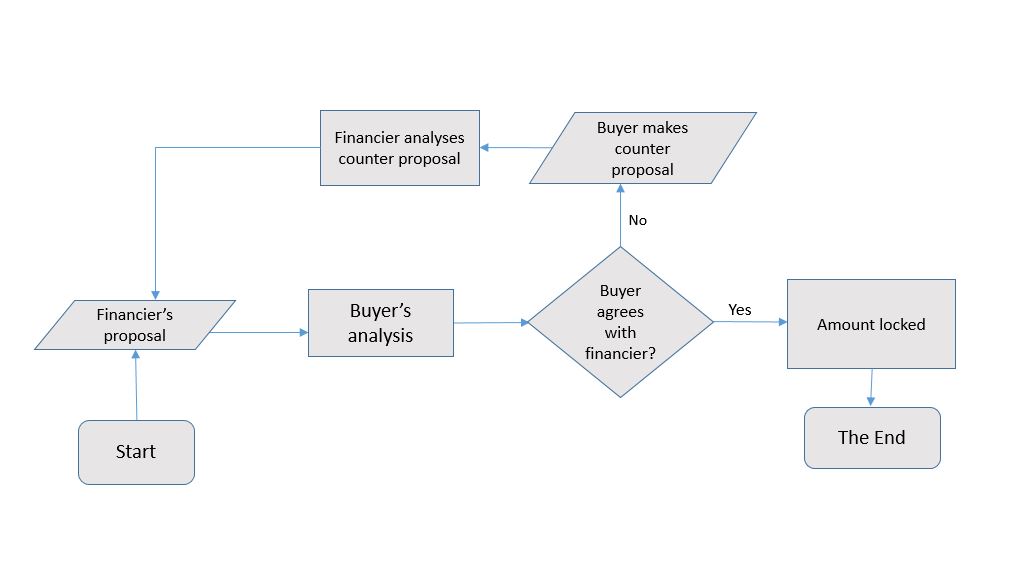 Financier analyses
counter proposal
Buyer makes
counter
proposal
No
Financier's
proposal
Buyer's
analysis
Buyer
agrees
with
financier?
Yes
Amount locked
Start
The End